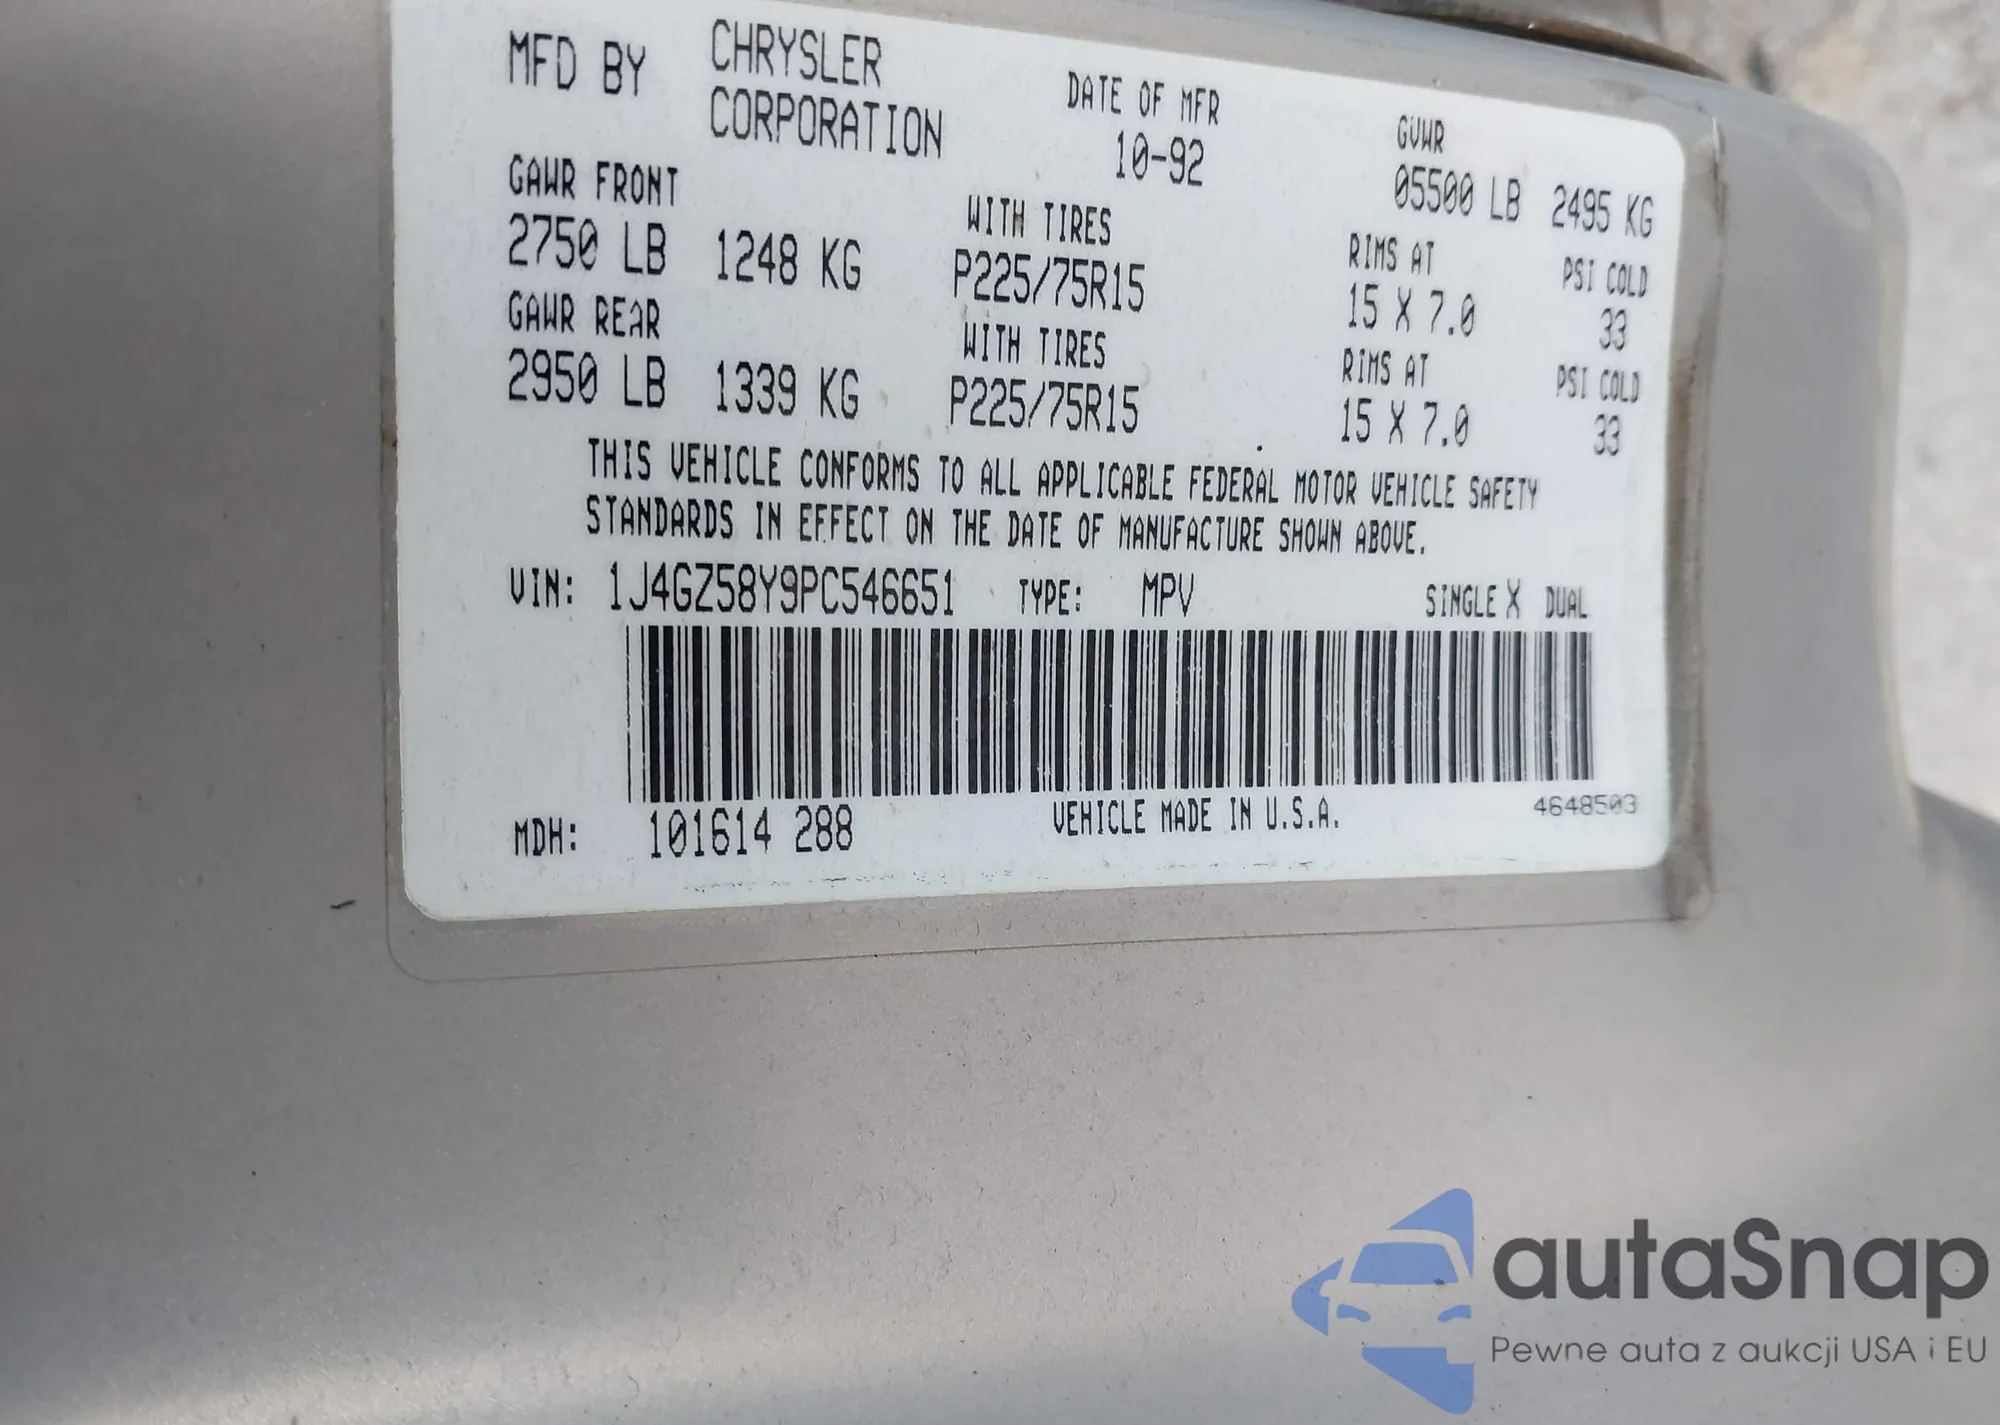 MFD BY CHRYSLER CORPORATION DATE OF MFR 10-92 GVWR 05500 LB 2495 KG
GAWR FRONT WITH TIRES RIMS AT PSI COLD
2750 LB 1248 KG P225/75R15 15 X 7.0 33
GAWR REAR WITH TIRES RIMS AT PSI COLD
2950 LB 1339 KG P225/75R15 15 X 7.0 33
THIS VEHICLE CONFORMS TO ALL APPLICABLE FEDERAL MOTOR VEHICLE SAFETY
STANDARDS IN EFFECT ON THE DATE OF MANUFACTURE SHOWN ABOVE.
VIN: 1J4GZ58Y9PC546651 TYPE: MPV SINGLE X DUAL
MDH: 101614 288 VEHICLE MADE IN U.S.A. 4648503
autaSnap
Pewne auta z aukcji USA i EU